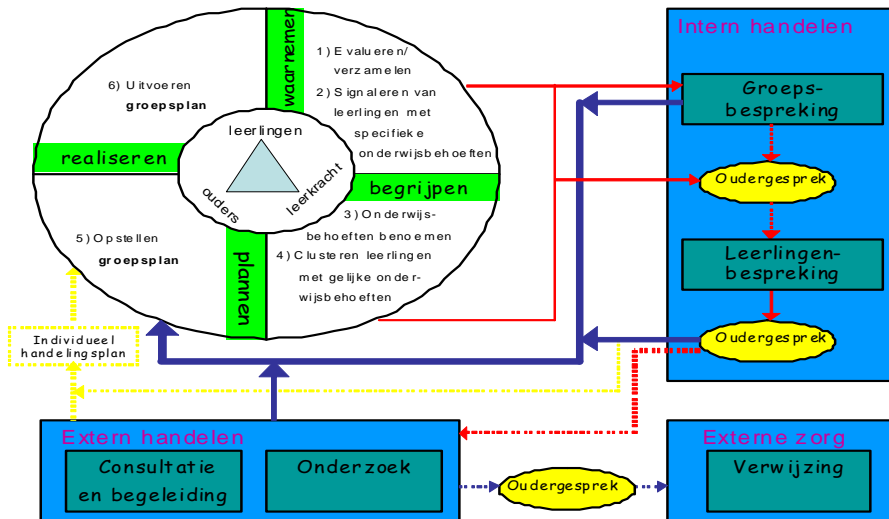 waarnemen
1) Evalueren/
verzamelen
2) Signaleren van
leerlingen met
specifieke
onderwijsbehoeften
begrijpen
3) Onderwijs-
behoeften benoemen
4) Clusteren leerlingen
met gelijke onder-
wijsbehoeften
plannen
5) Opstellen
groepsplan
realiseren
6) Uitvoeren
groepsplan
leerlingen
ouders
leerkracht
Individueel
handelingsplan
Intern handelen
Groeps-
bespreking
Oudergesprek
Leerlingen-
bespreking
Oudergesprek
Extern handelen
Consultatie
en begeleiding
Onderzoek
Oudergesprek
Externe zorg
Verwijzing